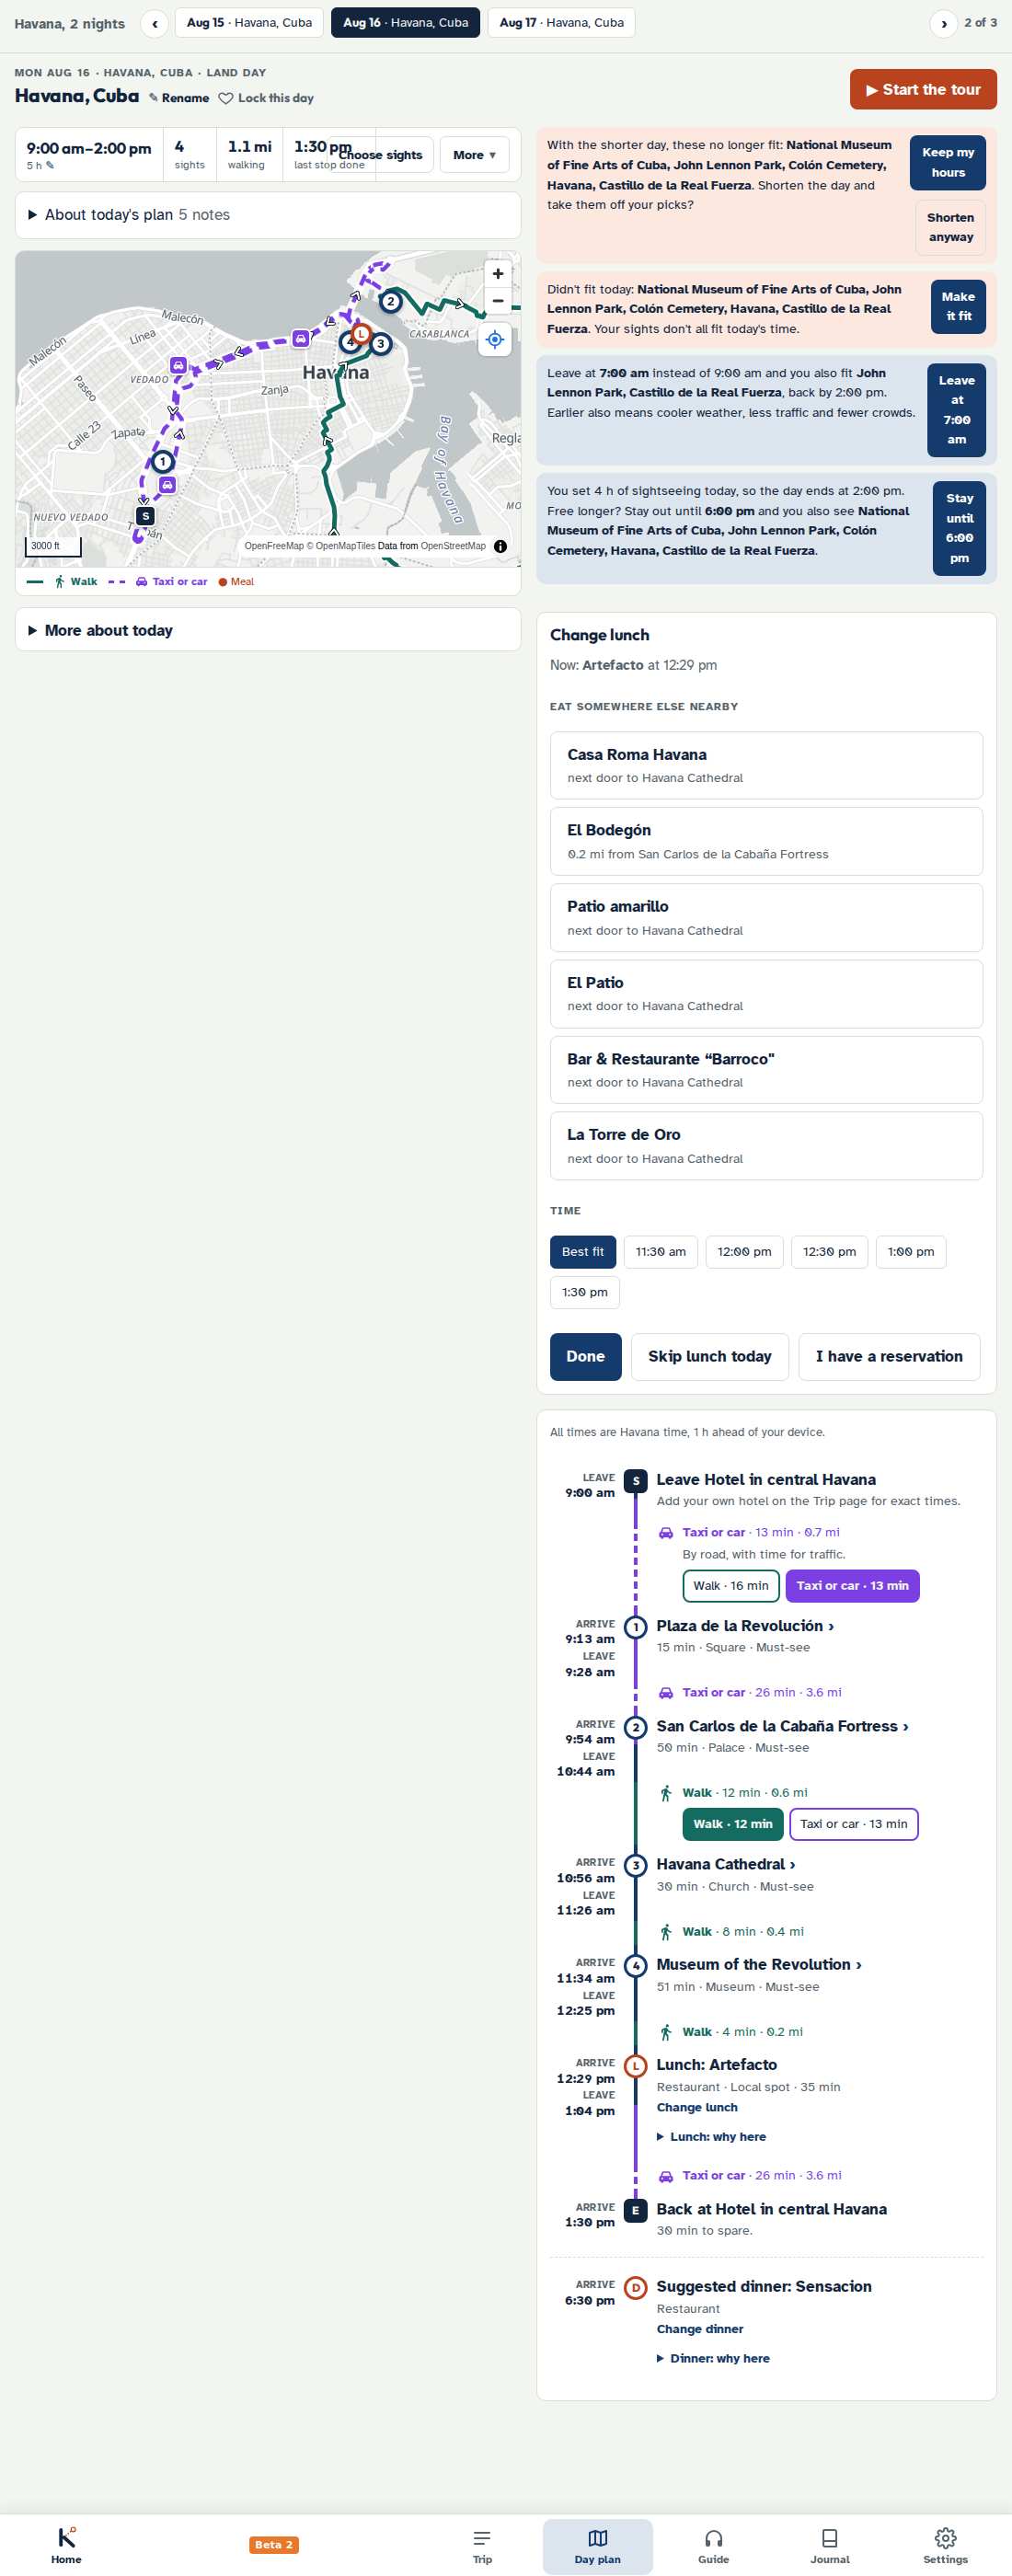 Havana, 2 nights
‹
Aug 15 · Havana, Cuba
Aug 16 · Havana, Cuba
Aug 17 · Havana, Cuba
›
2 of 3
MON AUG 16 · HAVANA, CUBA · LAND DAY
Havana, Cuba
✎ Rename
Lock this day
▶ Start the tour
9:00 am–2:00 pm
5 h ✎
4
sights
1.1 mi
walking
1:30 pm
last stop done
Choose sights
More ▼
▶ About today's plan 5 notes
Malecón
Línea
Malecón
Paseo
VEDADO
Calle 23
Zapata
Zanja
Havana
CASABLANCA
Bay of Havana
Regla
NUEVO VEDADO
MO
1
2
3
4
L
S
+
−
3000 ft
OpenFreeMap © OpenMapTiles Data from OpenStreetMap
Walk
Taxi or car
Meal
▶ More about today
With the shorter day, these no longer fit: National Museum
of Fine Arts of Cuba, John Lennon Park, Colón Cemetery,
Havana, Castillo de la Real Fuerza. Shorten the day and
take them off your picks?
Keep my
hours
Shorten
anyway
Didn't fit today: National Museum of Fine Arts of Cuba, John
Lennon Park, Colón Cemetery, Havana, Castillo de la Real
Fuerza. Your sights don't all fit today's time.
Make
it fit
Leave at 7:00 am instead of 9:00 am and you also fit John
Lennon Park, Castillo de la Real Fuerza, back by 2:00 pm.
Earlier also means cooler weather, less traffic and fewer crowds.
Leave
at
7:00
am
You set 4 h of sightseeing today, so the day ends at 2:00 pm.
Free longer? Stay out until 6:00 pm and you also see National
Museum of Fine Arts of Cuba, John Lennon Park, Colón
Cemetery, Havana, Castillo de la Real Fuerza.
Stay
until
6:00
pm
Change lunch
Now: Artefacto at 12:29 pm
EAT SOMEWHERE ELSE NEARBY
Casa Roma Havana
next door to Havana Cathedral
El Bodegón
0.2 mi from San Carlos de la Cabaña Fortress
Patio amarillo
next door to Havana Cathedral
El Patio
next door to Havana Cathedral
Bar & Restaurante “Barroco"
next door to Havana Cathedral
La Torre de Oro
next door to Havana Cathedral
TIME
Best fit
11:30 am
12:00 pm
12:30 pm
1:00 pm
1:30 pm
Done
Skip lunch today
I have a reservation
All times are Havana time, 1 h ahead of your device.
LEAVE
9:00 am
S
Leave Hotel in central Havana
Add your own hotel on the Trip page for exact times.
Taxi or car · 13 min · 0.7 mi
By road, with time for traffic.
Walk · 16 min
Taxi or car · 13 min
ARRIVE
9:13 am
LEAVE
9:28 am
1
Plaza de la Revolución ›
15 min · Square · Must-see
Taxi or car · 26 min · 3.6 mi
ARRIVE
9:54 am
LEAVE
10:44 am
2
San Carlos de la Cabaña Fortress ›
50 min · Palace · Must-see
Walk · 12 min · 0.6 mi
Walk · 12 min
Taxi or car · 13 min
ARRIVE
10:56 am
LEAVE
11:26 am
3
Havana Cathedral ›
30 min · Church · Must-see
Walk · 8 min · 0.4 mi
ARRIVE
11:34 am
LEAVE
12:25 pm
4
Museum of the Revolution ›
51 min · Museum · Must-see
Walk · 4 min · 0.2 mi
ARRIVE
12:29 pm
LEAVE
1:04 pm
L
Lunch: Artefacto
Restaurant · Local spot · 35 min
Change lunch
▶ Lunch: why here
Taxi or car · 26 min · 3.6 mi
ARRIVE
1:30 pm
E
Back at Hotel in central Havana
30 min to spare.
ARRIVE
6:30 pm
D
Suggested dinner: Sensacion
Restaurant
Change dinner
▶ Dinner: why here
Home
Beta 2
Trip
Day plan
Guide
Journal
Settings